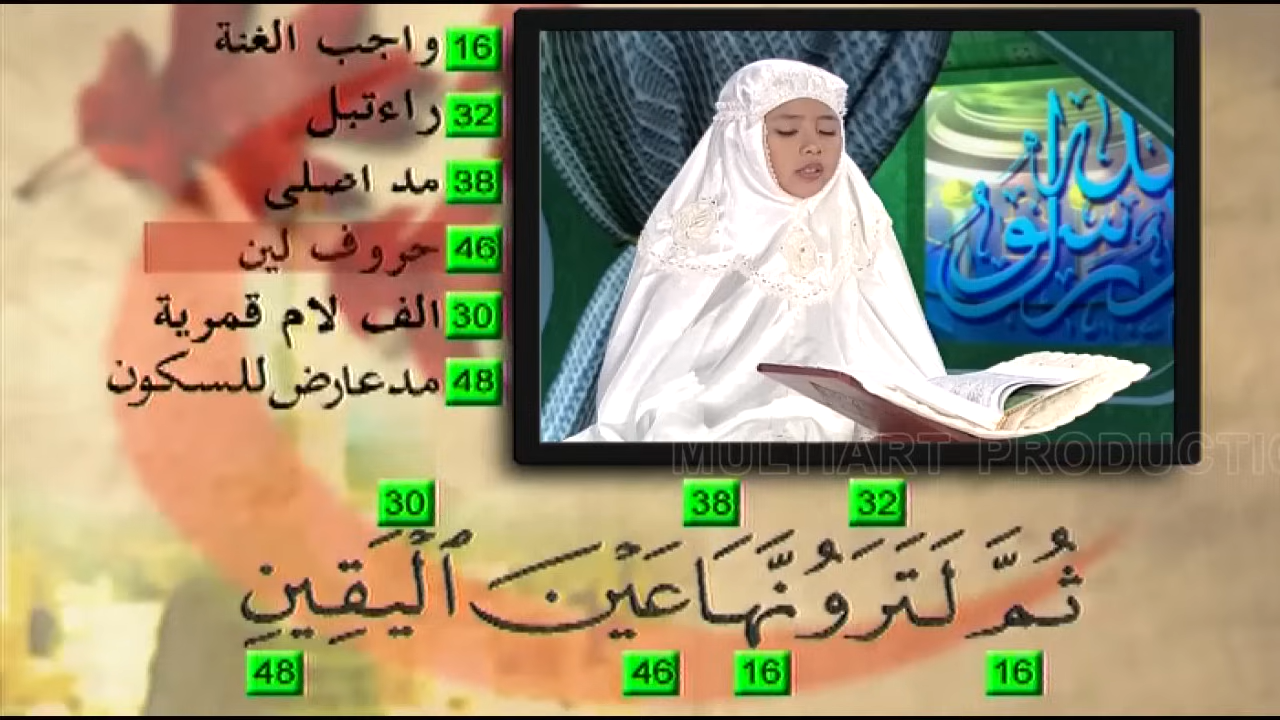 واجب الغنة 16
راءتبل 32
مد اصلى 38
حروف لين 46
الف لام قمرية 30
مدعارض للسكون 48
MULTIART PRODUCTIO
32 38 30
ثُمَّ لَتَرَوُنَّهَا عَيْنَ ٱلْيَقِينِ
16 16 46 48